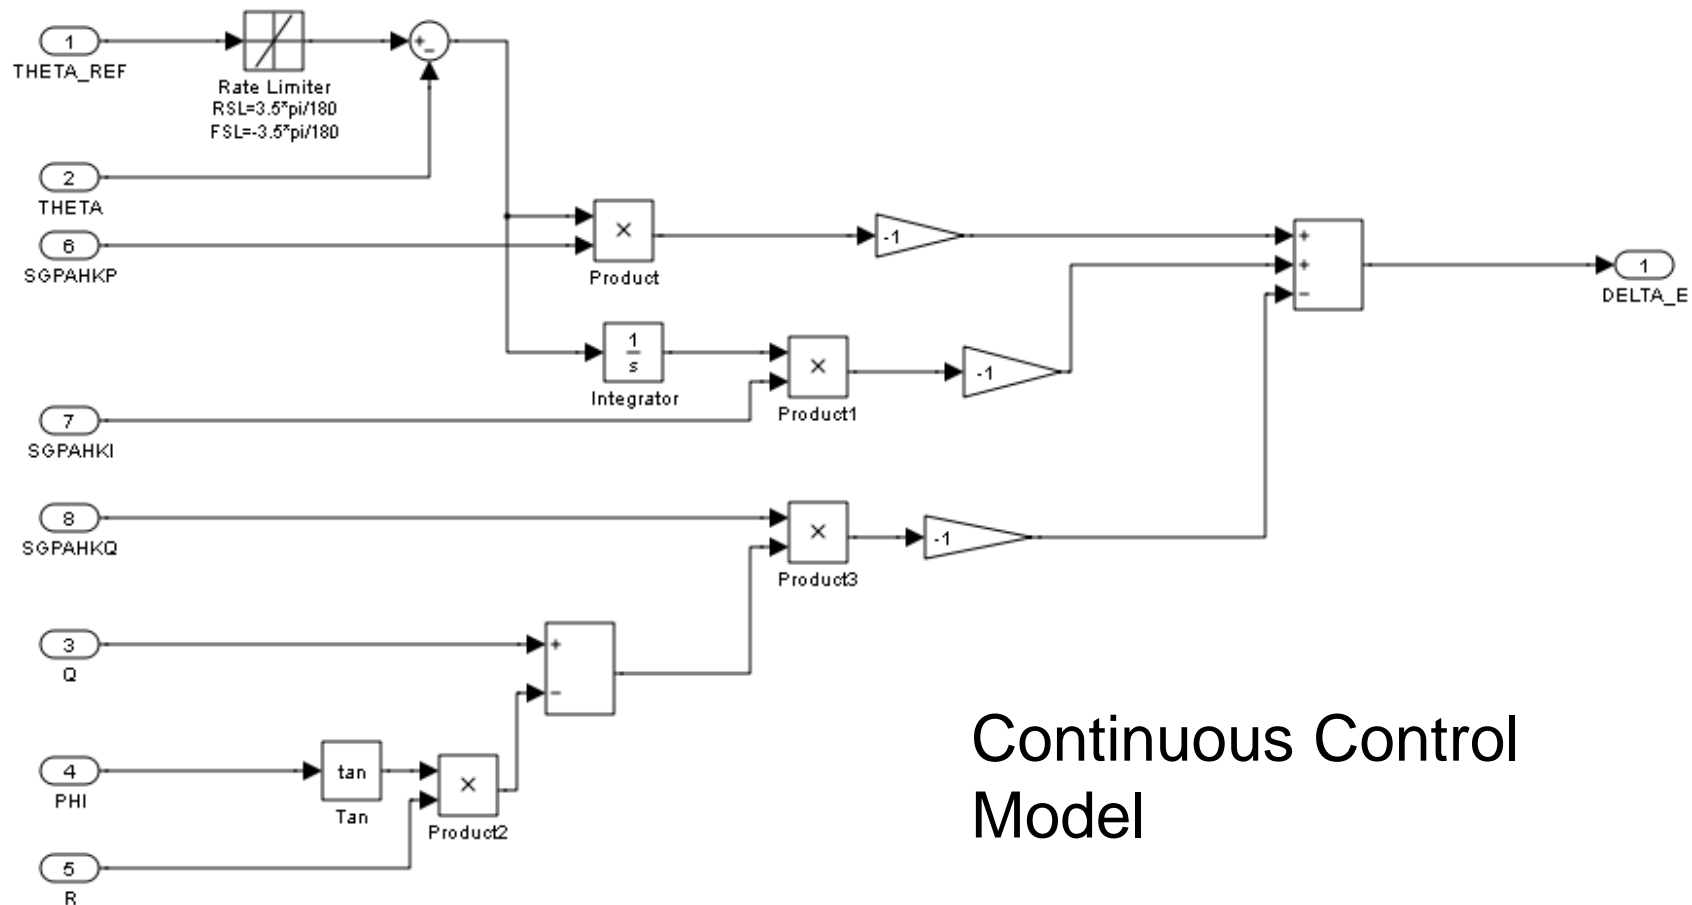 1
THETA_REF
Rate Limiter
RSL=3.5*pi/180
FSL=-3.5*pi/180
+
−
2
THETA
6
SGPAHKP
×
Product
-1
+
+
−
1
DELTA_E
1
s
Integrator
×
Product1
-1
7
SGPAHKI
8
SGPAHKQ
×
Product3
-1
3
Q
+
−
4
PHI
tan
Tan
×
Product2
5
R
Continuous Control
Model